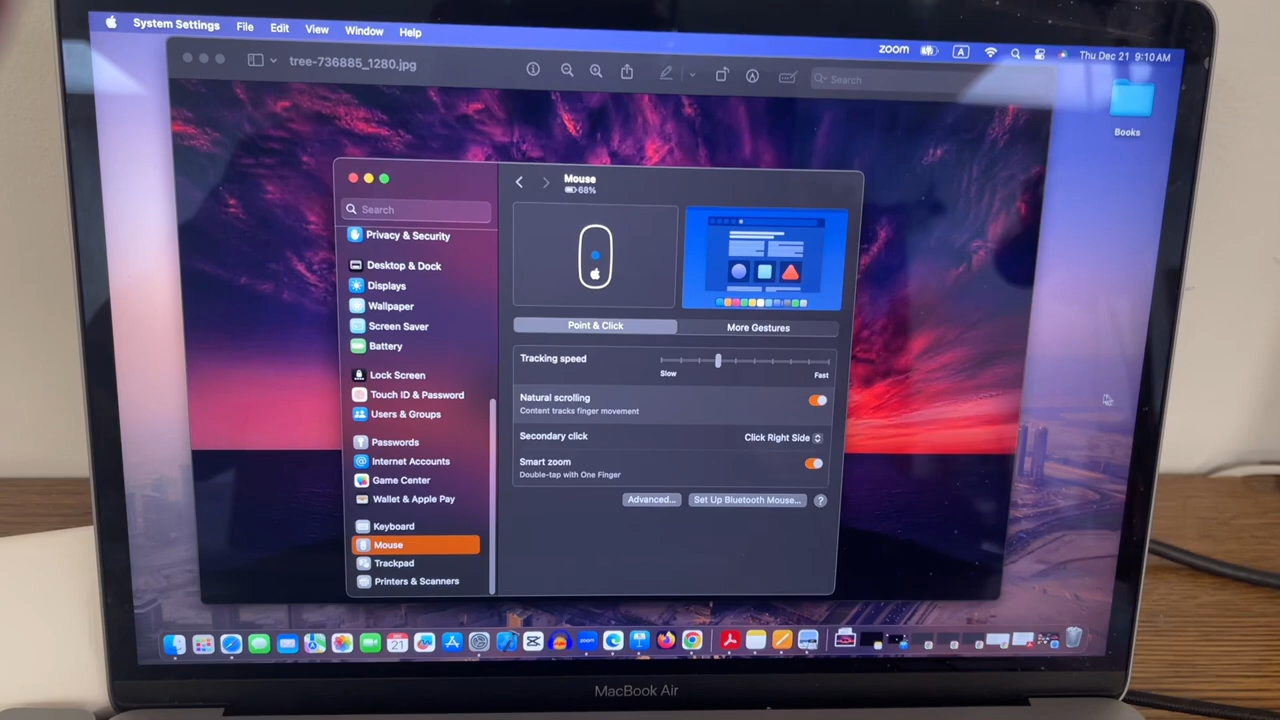 System Settings File Edit View Window Help
zoom A Thu Dec 21 9:10 AM
tree-736885_1280.jpg
Search
Books
Search
Privacy & Security
Desktop & Dock
Displays
Wallpaper
Screen Saver
Battery
Lock Screen
Touch ID & Password
Users & Groups
Passwords
Internet Accounts
Game Center
Wallet & Apple Pay
Keyboard
Mouse
Trackpad
Printers & Scanners
Mouse
68%
Point & Click More Gestures
Tracking speed
Slow Fast
Natural scrolling
Content tracks finger movement
Secondary click Click Right Side
Smart zoom
Double-tap with One Finger
Advanced... Set Up Bluetooth Mouse... ?
DEC
21
zoom
MacBook Air